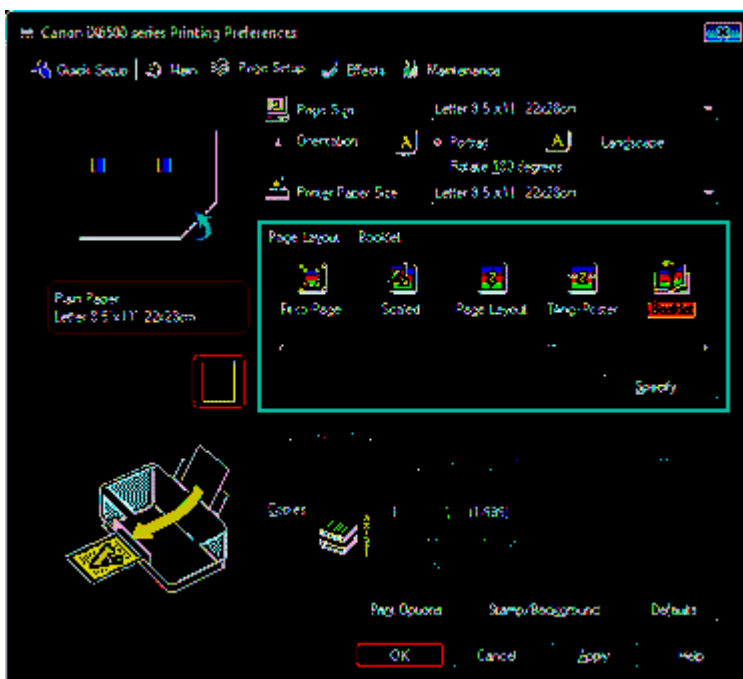 Canon iX6500 series Printing Preferences
Quick Setup Main Page Setup Effects Maintenance
Page Size Letter 8.5"x11" 22x28cm
Orientation A Portrait A Landscape
Rotate 180 degrees
Printer Paper Size Letter 8.5"x11" 22x28cm
Page Layout Booklet
Fit-to-Page Scaled Page Layout Tiling/Poster Booklet
Plain Paper
Letter 8.5"x11" 22x28cm
Specify
Copies 1 (1-999)
Print Options Stamp/Background Defaults
OK Cancel Apply Help